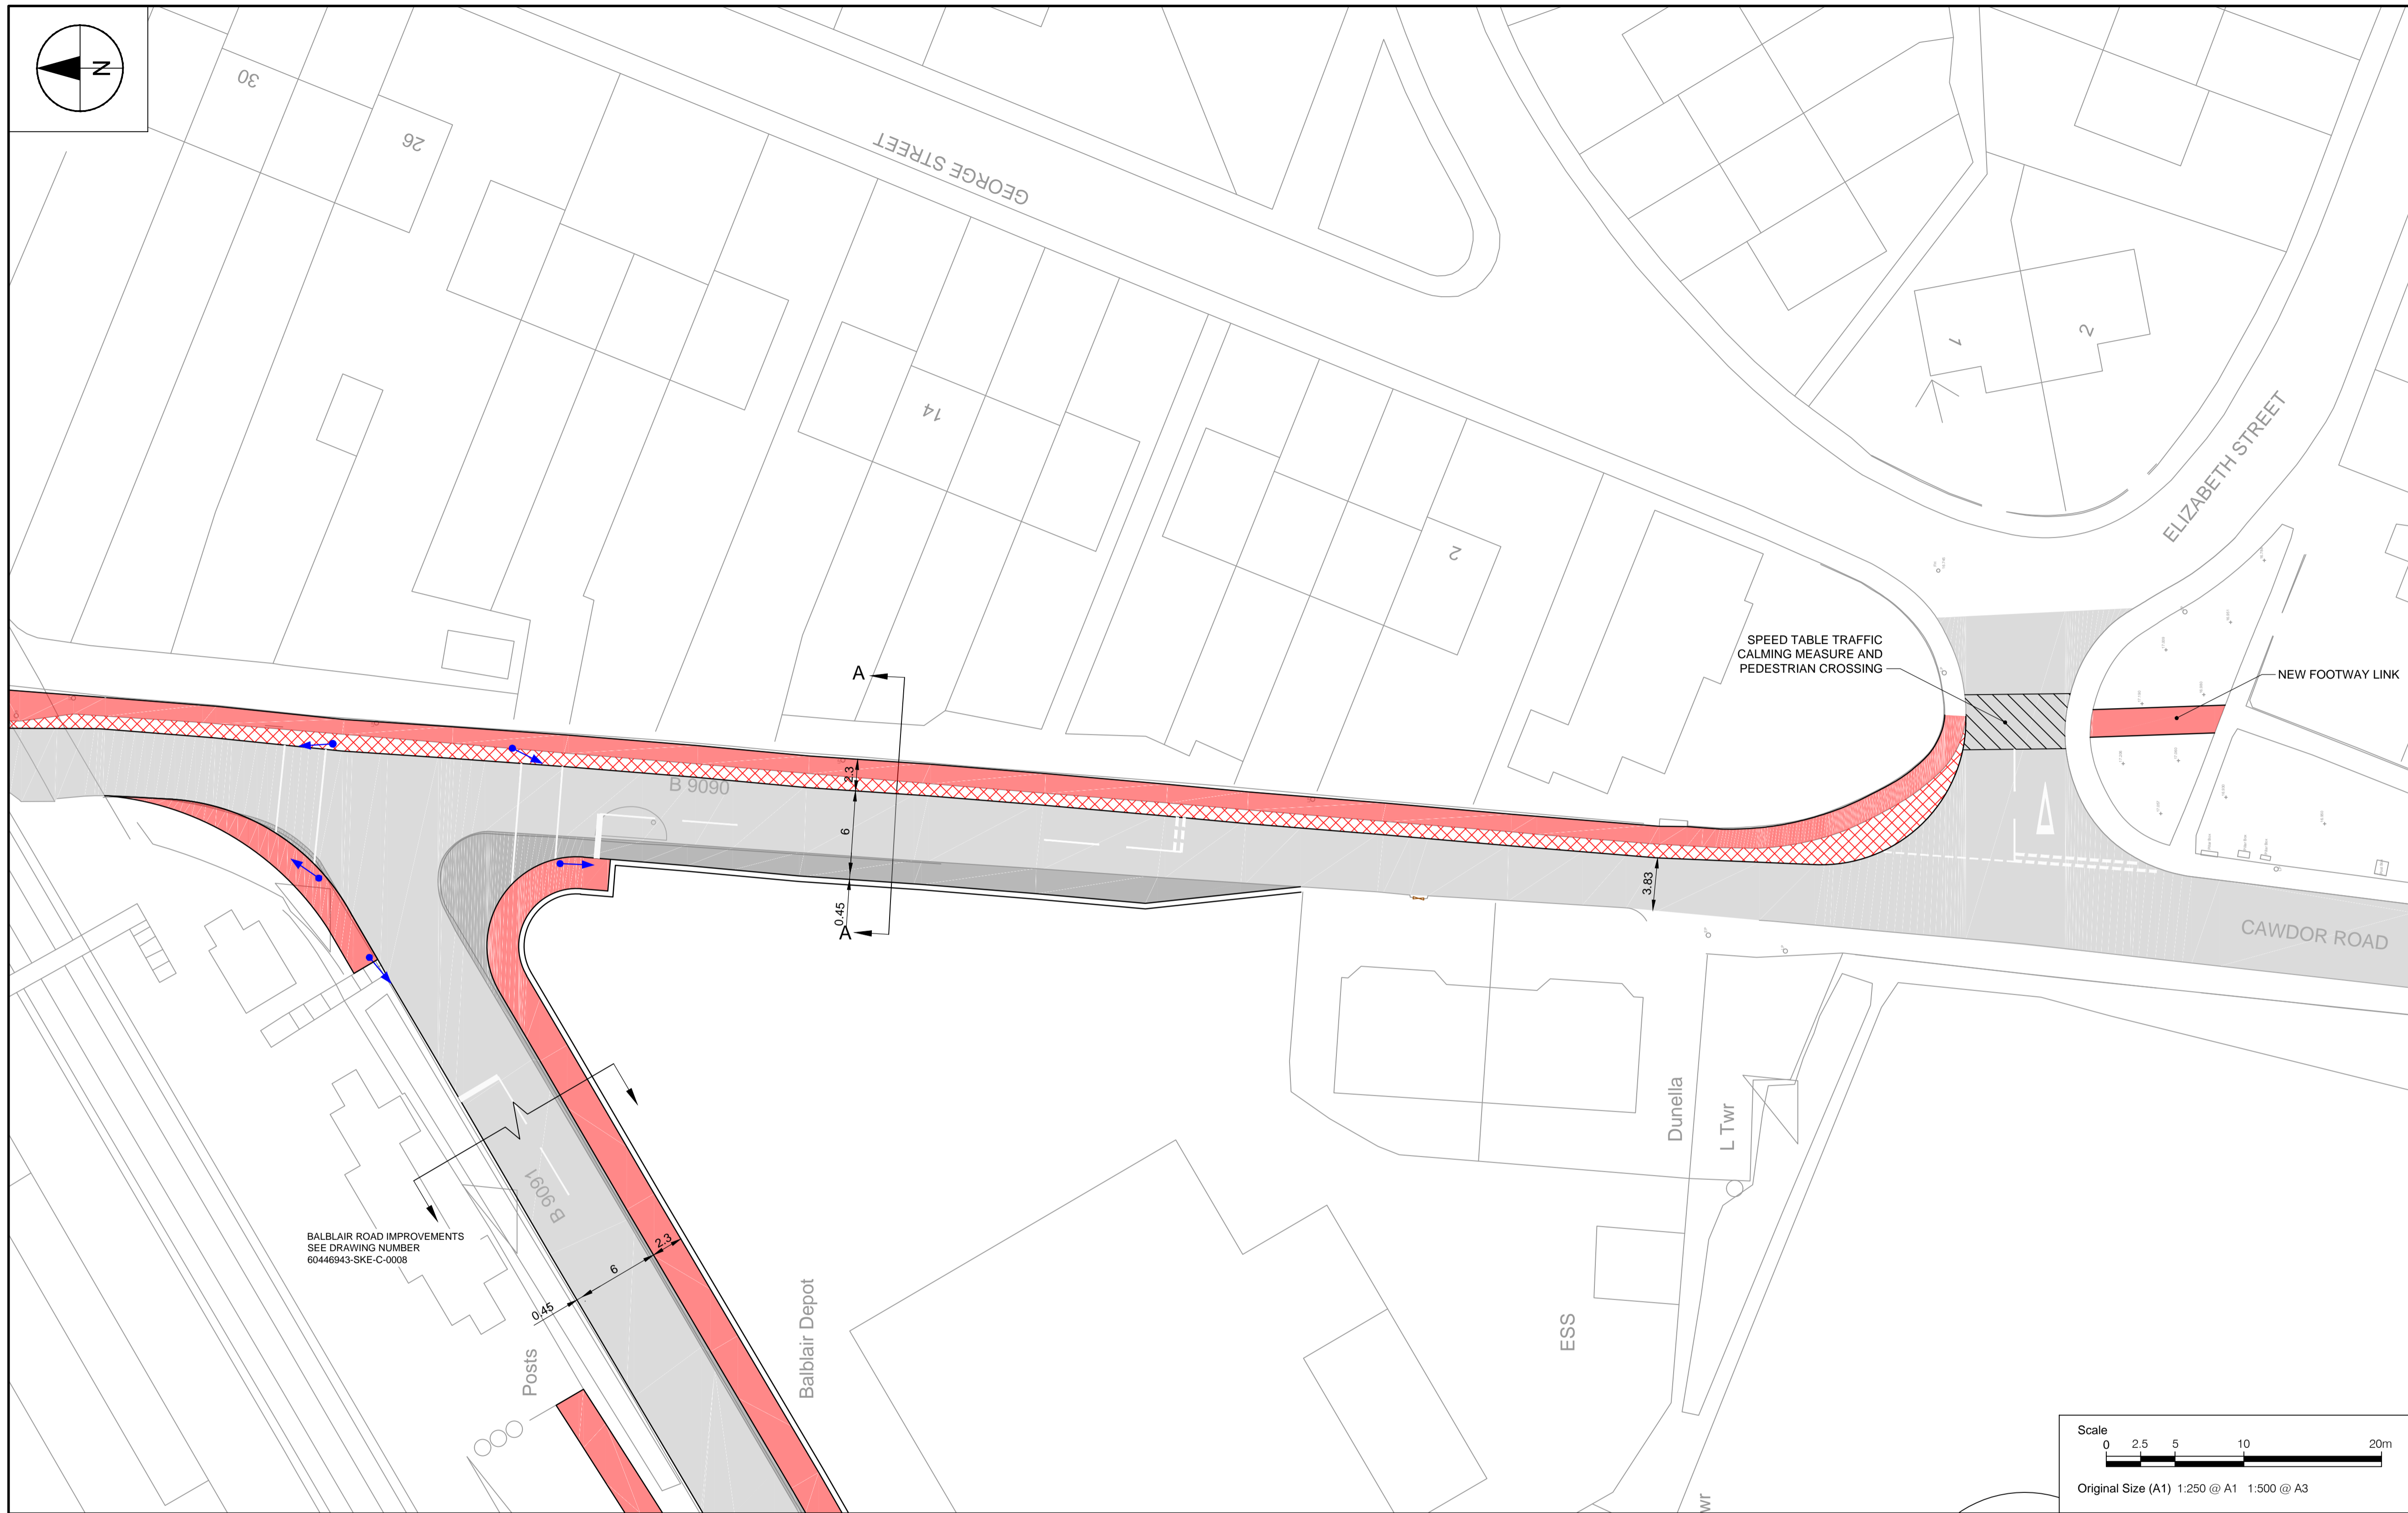 N
30
26
GEORGE STREET
14
2
1
2
ELIZABETH STREET
SPEED TABLE TRAFFIC
CALMING MEASURE AND
PEDESTRIAN CROSSING
NEW FOOTWAY LINK
A
2.3
B 9090
6
0.45
A
3.83
CAWDOR ROAD
Dunella
L Twr
B 9091
BALBLAIR ROAD IMPROVEMENTS
SEE DRAWING NUMBER
60446943-SKE-C-0008
2.3
6
0.45
Posts
Balblair Depot
ESS
wr
Scale
0 2.5 5 10 20m
Original Size (A1) 1:250 @ A1 1:500 @ A3